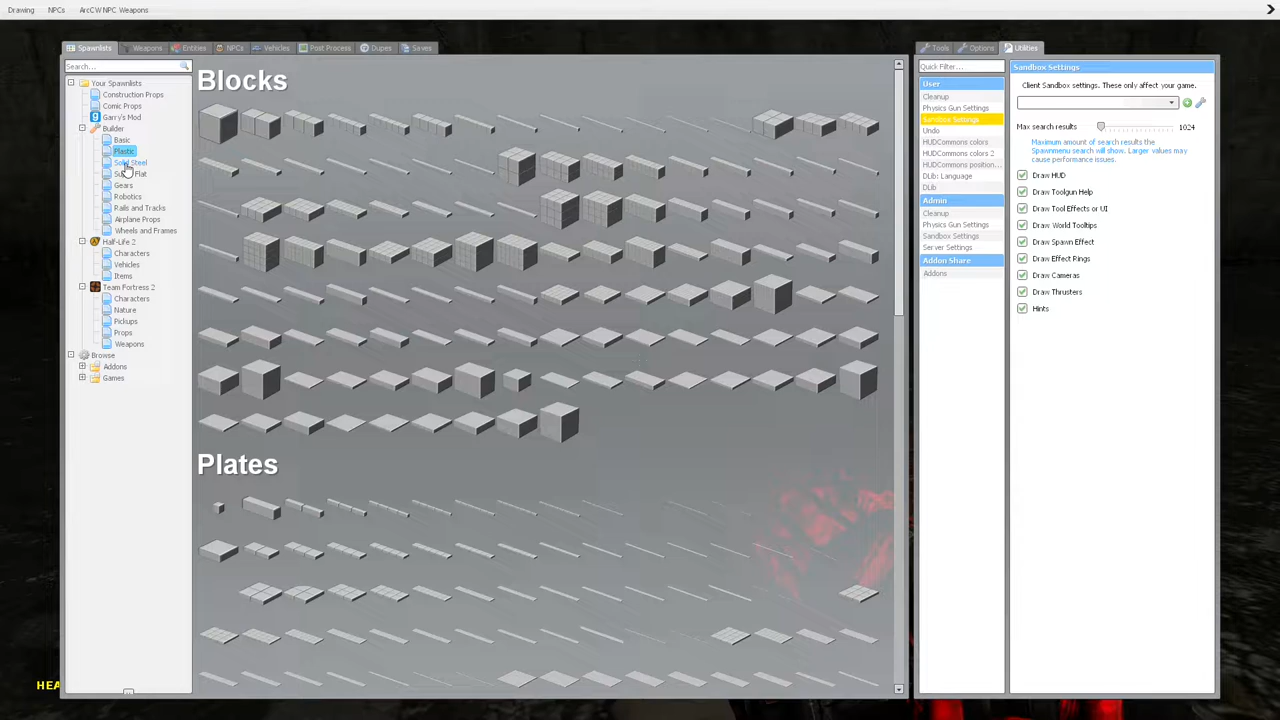 Drawing NPCs ArcCW NPC Weapons
Spawnlists Weapons Entities NPCs Vehicles Post Process Dupes Saves
Search...
Your Spawnlists
Construction Props
Comic Props
Garry's Mod
Builder
Basic
Plastic
Solid Steel
Gears
Robotics
Rails and Tracks
Airplane Props
Wheels and Frames
Half-Life 2
Characters
Vehicles
Items
Team Fortress 2
Characters
Nature
Pickups
Props
Weapons
Browse
Addons
Games
Blocks
Plates
Tools Options Utilities
Quick Filter...
User
Cleanup
Physics Gun Settings
Sandbox Settings
Undo
HUDCommons colors
HUDCommons colors 2
HUDCommons position...
DLib: Language
DLib
Admin
Cleanup
Physics Gun Settings
Sandbox Settings
Server Settings
Addon Share
Addons
Sandbox Settings
Client Sandbox settings. These only affect your game.
Max search results 1024
Maximum amount of search results the
Spawnmenu search will show. Larger values may
cause performance issues.
Draw HUD
Draw Toolgun Help
Draw Tool Effects or UI
Draw World Tooltips
Draw Spawn Effect
Draw Effect Rings
Draw Cameras
Draw Thrusters
Hints
HEA